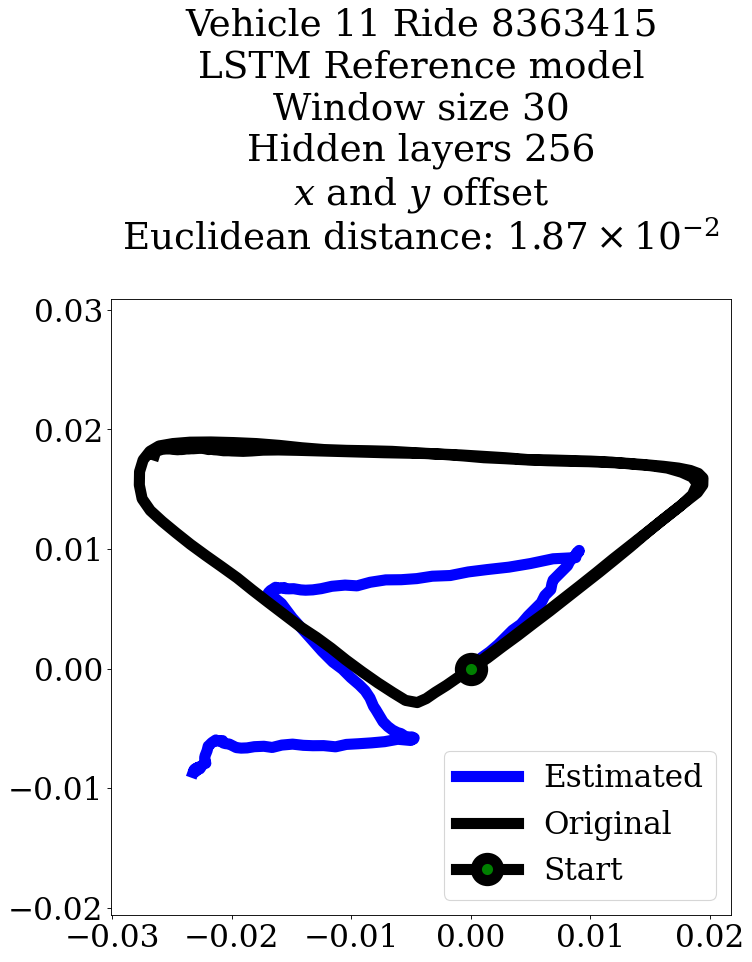 Vehicle 11 Ride 8363415
LSTM Reference model
Window size 30
Hidden layers 256
x and y offset
Euclidean distance: 1.87 × 10⁻²
0.03
0.02
0.01
0.00
−0.01
−0.02
−0.03 −0.02 −0.01 0.00 0.01 0.02
Estimated
Original
Start